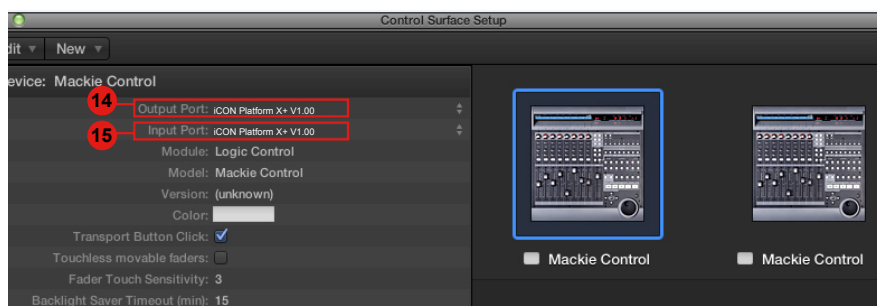 Control Surface Setup
dit New
evice: Mackie Control
14 Output Port: iCON Platform X+ V1.00
15 Input Port: iCON Platform X+ V1.00
Module: Logic Control
Model: Mackie Control
Version: (unknown)
Color:
Transport Button Click:
Touchless movable faders:
Fader Touch Sensitivity: 3
Backlight Saver Timeout (min): 15
Mackie Control
Mackie Control